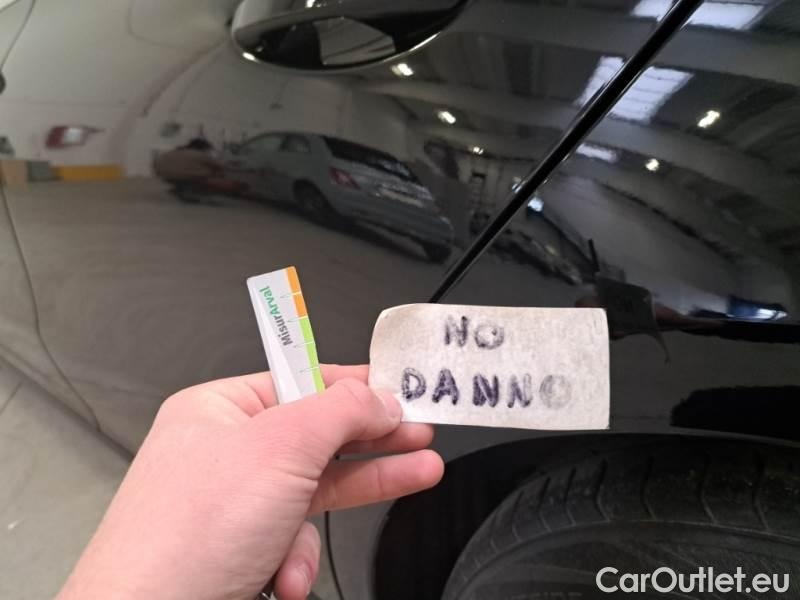 MisurArval
NO
DANNO
CarOutlet.eu